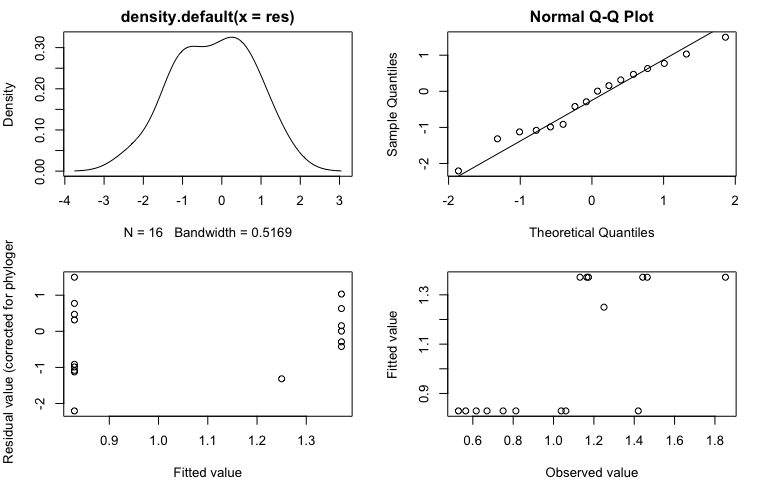 density.default(x = res)
Density
0.00 0.10 0.20 0.30
-4 -3 -2 -1 0 1 2 3
N = 16 Bandwidth = 0.5169
Normal Q-Q Plot
Sample Quantiles
-2 -1 0 1
-2 -1 0 1 2
Theoretical Quantiles
Residual value (corrected for phyloger
-2 -1 0 1
0.9 1.0 1.1 1.2 1.3
Fitted value
Fitted value
0.9 1.1 1.3
0.6 0.8 1.0 1.2 1.4 1.6 1.8
Observed value